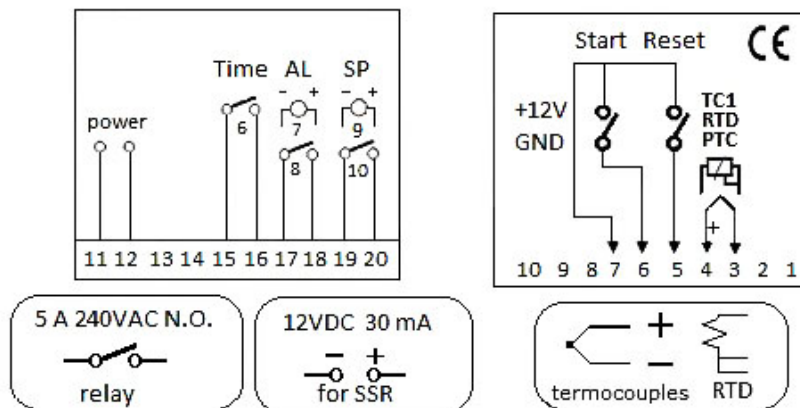 Time AL SP
- + - +
6 7 9
power
8 10
11 12 13 14 15 16 17 18 19 20
Start Reset CE
+12V
GND
TC1
RTD
PTC
+
10 9 8 7 6 5 4 3 2 1
5 A 240VAC N.O.
relay
12VDC 30 mA
- +
for SSR
+
-
termocouples RTD